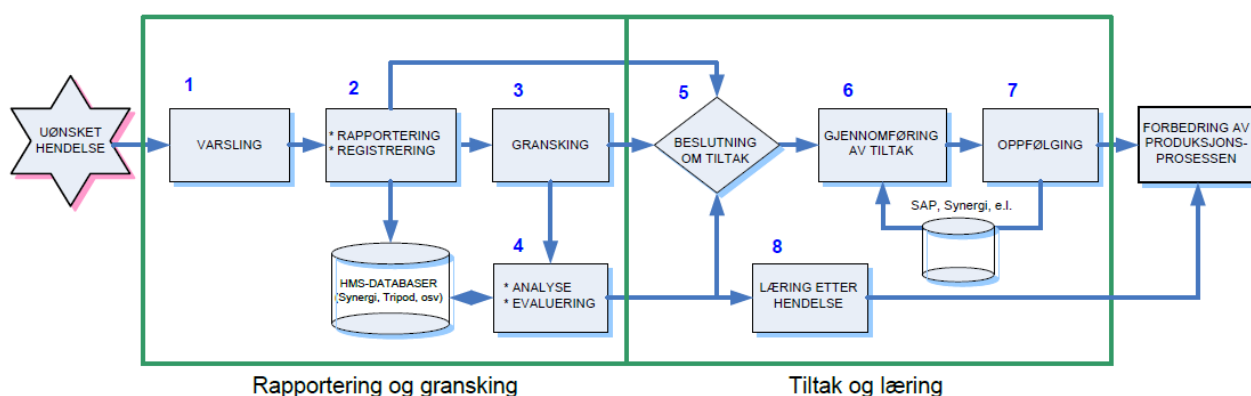 1
2
3
5
6
7
UØNSKET
HENDELSE
VARSLING
* RAPPORTERING
* REGISTRERING
GRANSKING
BESLUTNING
OM TILTAK
GJENNOMFØRING
AV TILTAK
OPPFØLGING
FORBEDRING AV
PRODUKSJONS-
PROSESSEN
SAP, Synergi, e.l.
4
8
HMS-DATABASER
(Synergi, Tripod, osv)
* ANALYSE
* EVALUERING
LÆRING ETTER
HENDELSE
Rapportering og gransking
Tiltak og læring